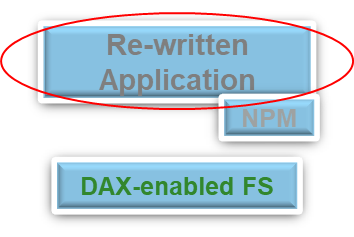 Re-written
Application
NPM
DAX-enabled FS